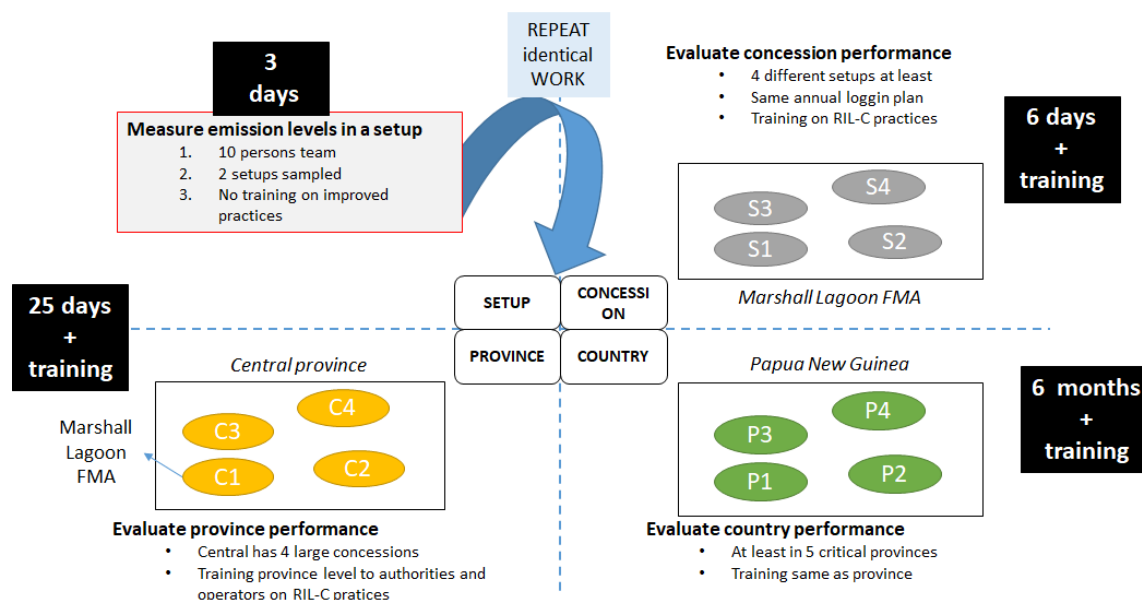 3
days
Measure emission levels in a setup
1. 10 persons team
2. 2 setups sampled
3. No training on improved
practices
REPEAT
identical
WORK
Evaluate concession performance
• 4 different setups at least
• Same annual loggin plan
• Training on RIL-C practices
6 days
+
training
S4
S3
S2
S1
Marshall Lagoon FMA
SETUP
CONCESSI
ON
PROVINCE
COUNTRY
25 days
+
training
Central province
C4
C3
C2
C1
Marshall
Lagoon
FMA
Evaluate province performance
• Central has 4 large concessions
• Training province level to authorities and
operators on RIL-C pratices
Papua New Guinea
P4
P3
P2
P1
6 months
+
training
Evaluate country performance
• At least in 5 critical provinces
• Training same as province